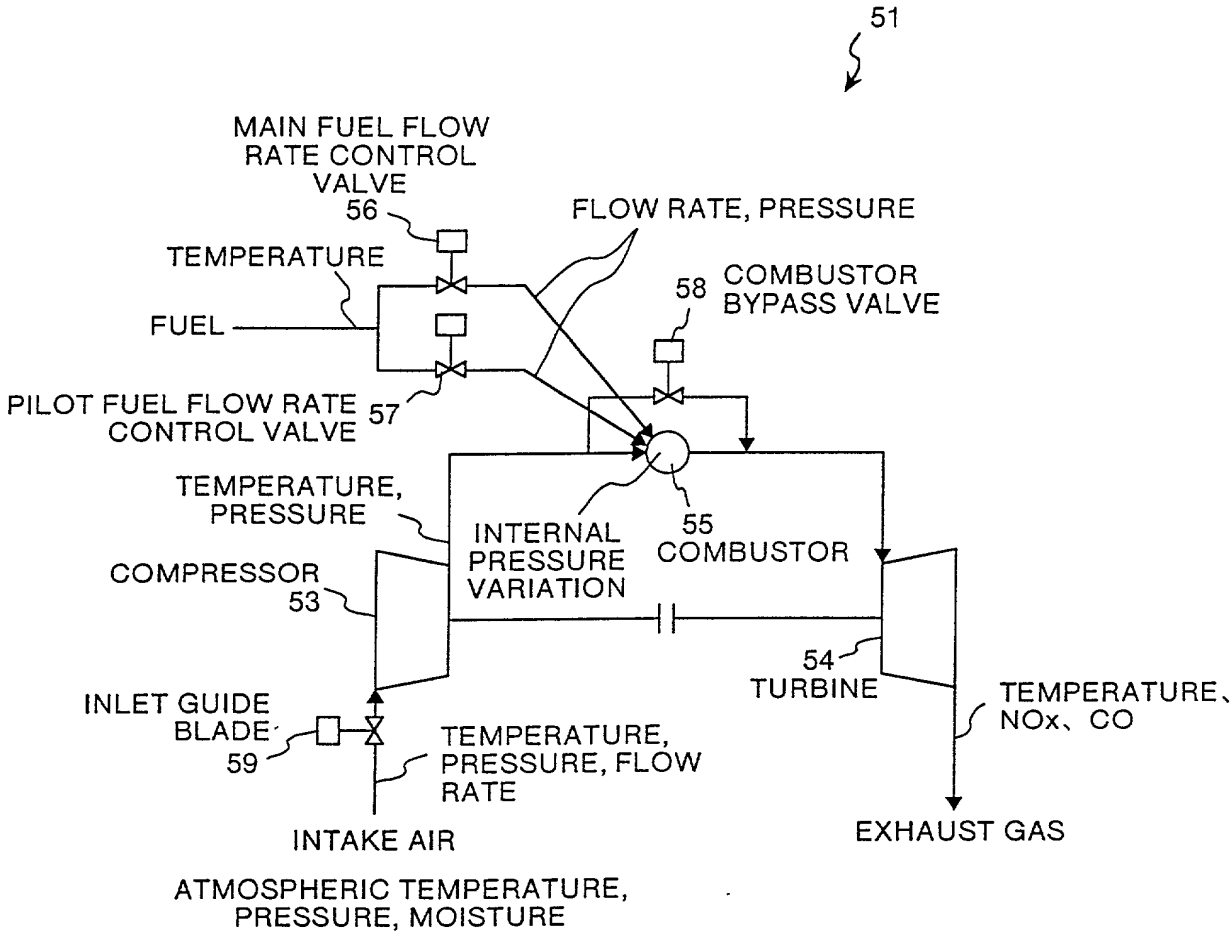 51
MAIN FUEL FLOW
RATE CONTROL
VALVE
56
FLOW RATE, PRESSURE
TEMPERATURE
58
COMBUSTOR
BYPASS VALVE
FUEL
PILOT FUEL FLOW RATE
CONTROL VALVE
57
TEMPERATURE,
PRESSURE
INTERNAL
PRESSURE
VARIATION
55
COMBUSTOR
COMPRESSOR
53
54
TURBINE
INLET GUIDE
BLADE
59
TEMPERATURE,
PRESSURE, FLOW
RATE
TEMPERATURE、
NOx、CO
INTAKE AIR
EXHAUST GAS
ATMOSPHERIC TEMPERATURE,
PRESSURE, MOISTURE